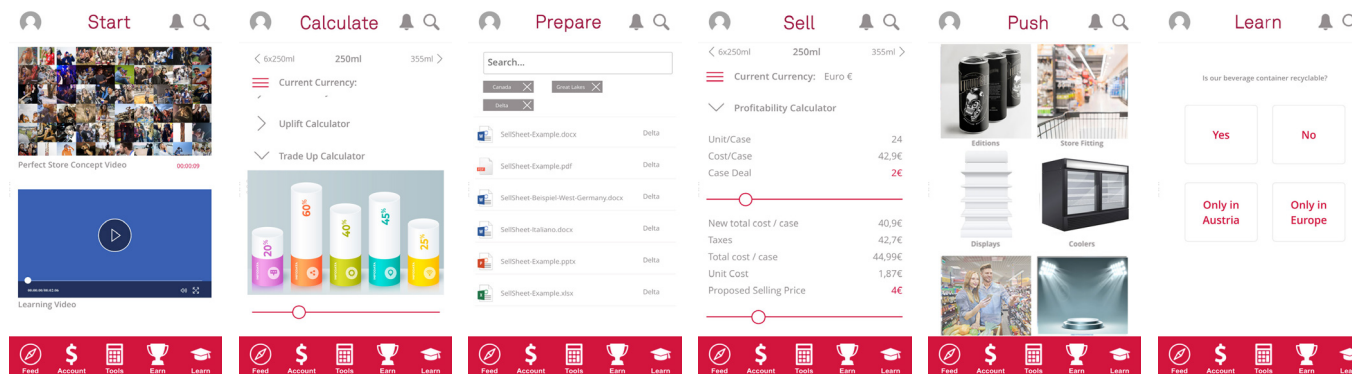 Start
Perfect Store Concept Video 00:00:09
Learning Video
Feed Account Tools Earn Learn
Calculate
6x250ml 250ml 355ml
Current Currency:
Uplift Calculator
Trade Up Calculator
20% 60% 40% 45% 25%
Feed Account Tools Earn Learn
Prepare
Search...
Canada Great Lakes
Delta
SellSheet-Example.docx Delta
SellSheet-Example.pdf Delta
SellSheet-Beispiel-West-Germany.docx Delta
SellSheet-Italiano.docx Delta
SellSheet-Example.pptx Delta
SellSheet-Example.xlsx Delta
Feed Account Tools Earn Learn
Sell
6x250ml 250ml 355ml
Current Currency: Euro €
Profitability Calculator
Unit/Case 24
Cost/Case 42,9€
Case Deal 2€
New total cost / case 40,9€
Taxes 42,7€
Total cost / case 44,99€
Unit Cost 1,87€
Proposed Selling Price 4€
Feed Account Tools Earn Learn
Push
Editions Store Fitting
Displays Coolers
Feed Account Tools Earn Learn
Learn
Is our beverage container recyclable?
Yes No
Only in Austria
Only in Europe
Feed Account Tools Earn